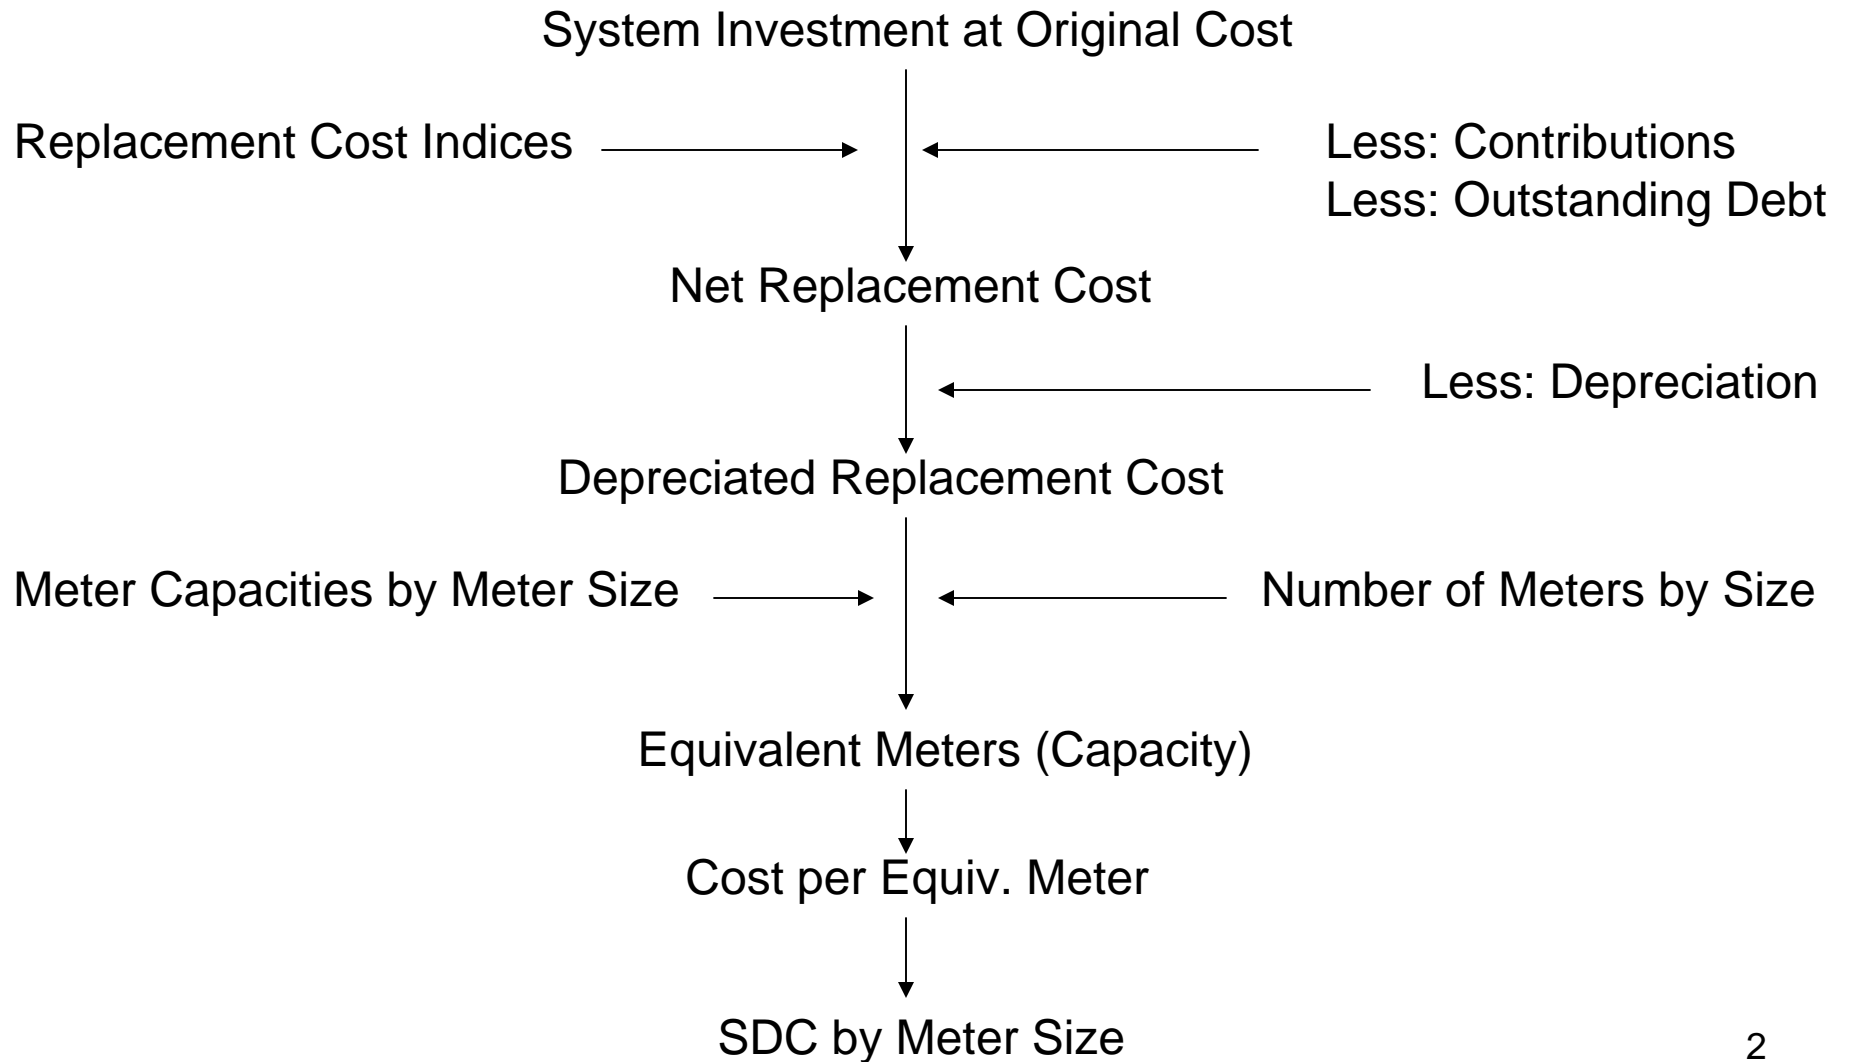 System Investment at Original Cost
Replacement Cost Indices
Less: Contributions
Less: Outstanding Debt
Net Replacement Cost
Less: Depreciation
Depreciated Replacement Cost
Meter Capacities by Meter Size
Number of Meters by Size
Equivalent Meters (Capacity)
Cost per Equiv. Meter
SDC by Meter Size
2